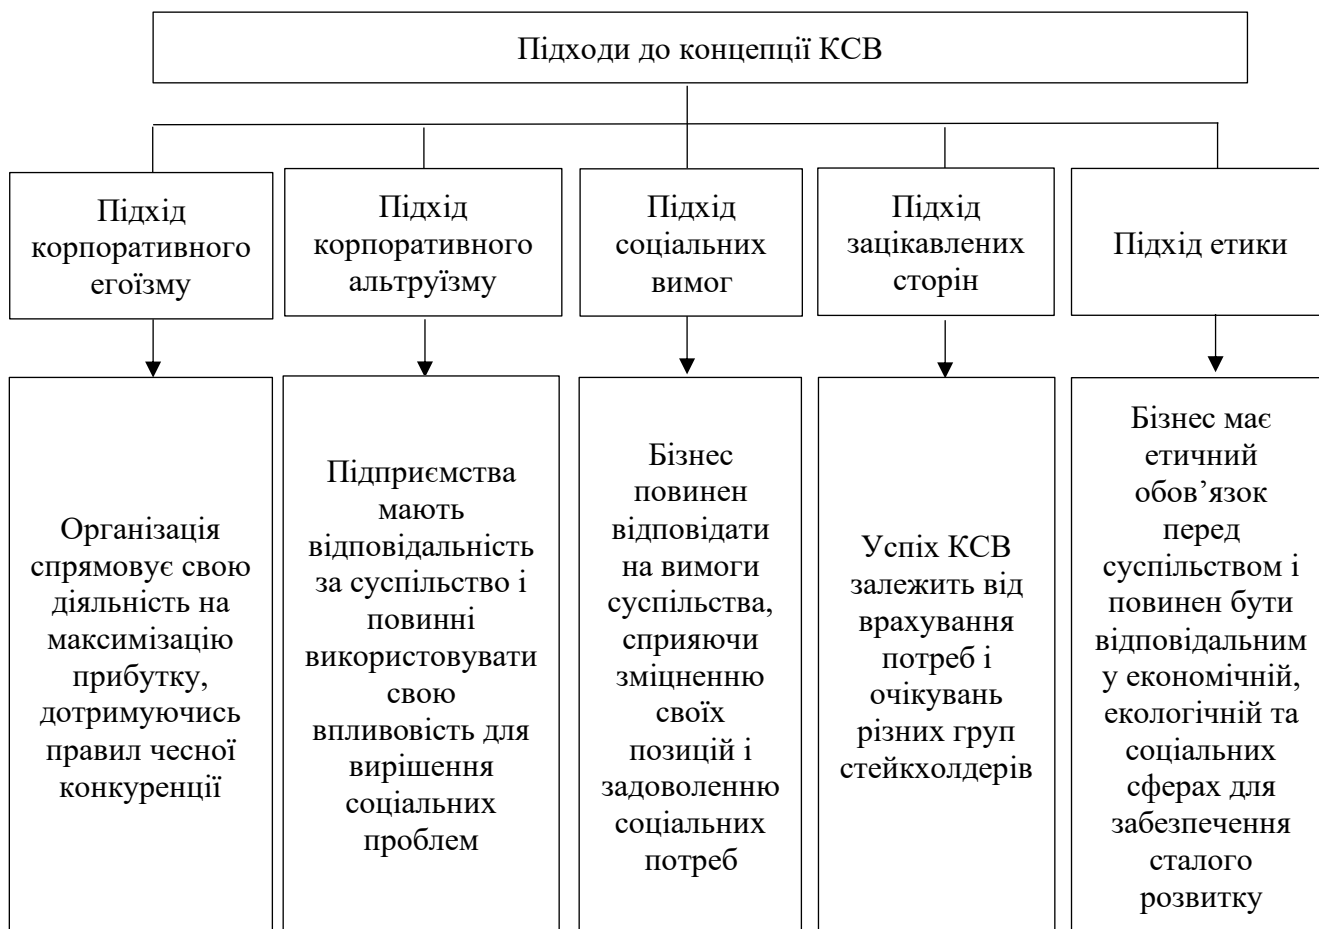 Підходи до концепції КСВ
Підхід
корпоративного
егоїзму
Підхід
корпоративного
альтруїзму
Підхід
соціальних
вимог
Підхід
зацікавлених
сторін
Підхід етики
Організація
спрямовує свою
діяльність на
максимізацію
прибутку,
дотримуючись
правил чесної
конкуренції
Підприємства
мають
відповідальність
за суспільство і
повинні
використовувати
свою
впливовість для
вирішення
соціальних
проблем
Бізнес
повинен
відповідати
на вимоги
суспільства,
сприяючи
зміцненню
своїх
позицій і
задоволенню
соціальних
потреб
Успіх КСВ
залежить від
врахування
потреб і
очікувань
різних груп
стейкхолдерів
Бізнес має
етичний
обов’язок
перед
суспільством і
повинен бути
відповідальним
у економічній,
екологічній та
соціальних
сферах для
забезпечення
сталого
розвитку